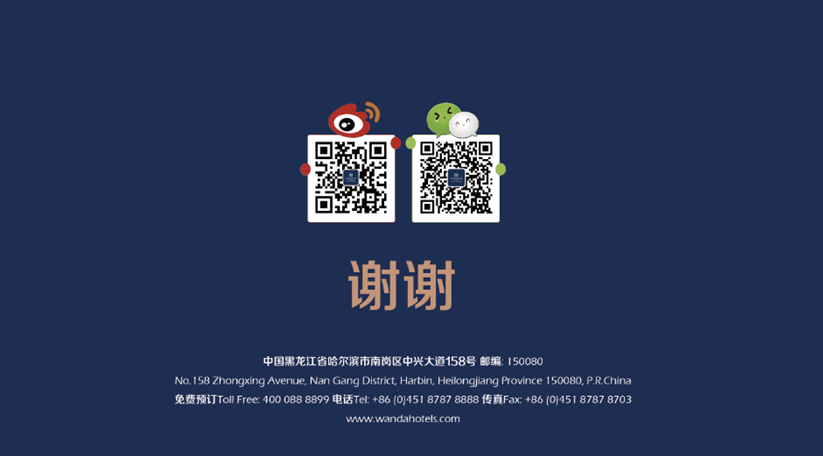 谢谢
中国黑龙江省哈尔滨市南岗区中兴大道158号 邮编: 150080
No.158 Zhongxing Avenue, Nan Gang District, Harbin, Heilongjiang Province 150080, P.R.China
免费预订Toll Free: 400 088 8899 电话Tel: +86 (0)451 8787 8888 传真Fax: +86 (0)451 8787 8703
www.wandahotels.com